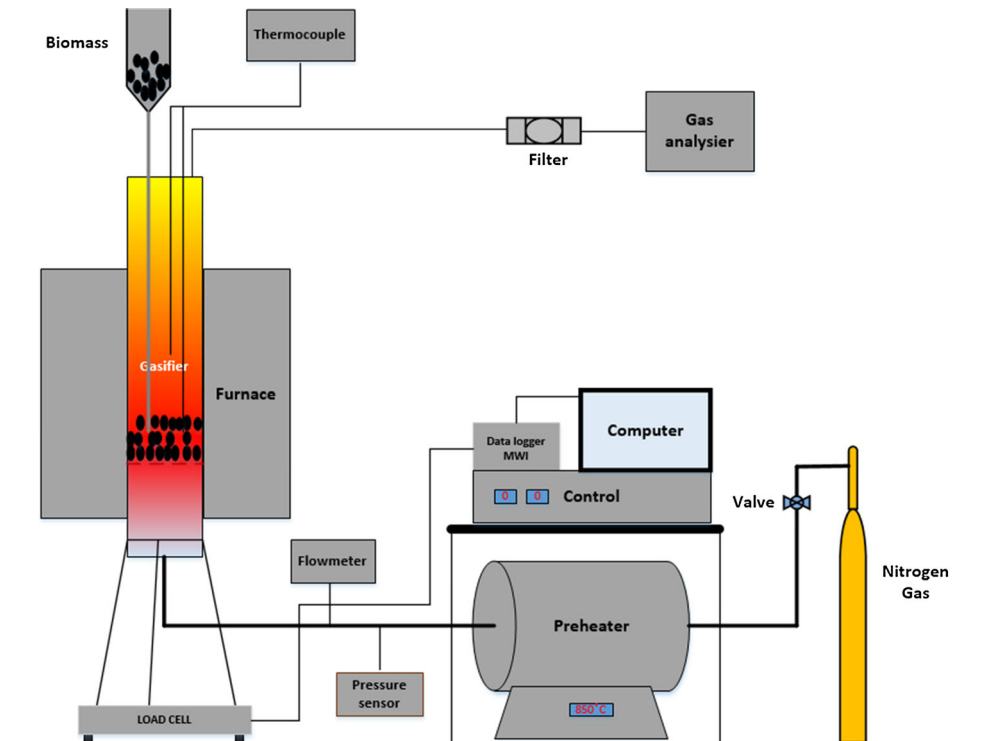 Biomass
Thermocouple
Gas
analysier
Filter
Gasifier
Furnace
Data logger
MWI
Computer
0 0
Control
Valve
Flowmeter
Nitrogen
Gas
Preheater
Pressure
sensor
850°C
LOAD CELL